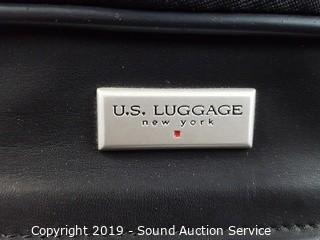 U.S. LUGGAGE
new york
Copyright 2019 - Sound Auction Service